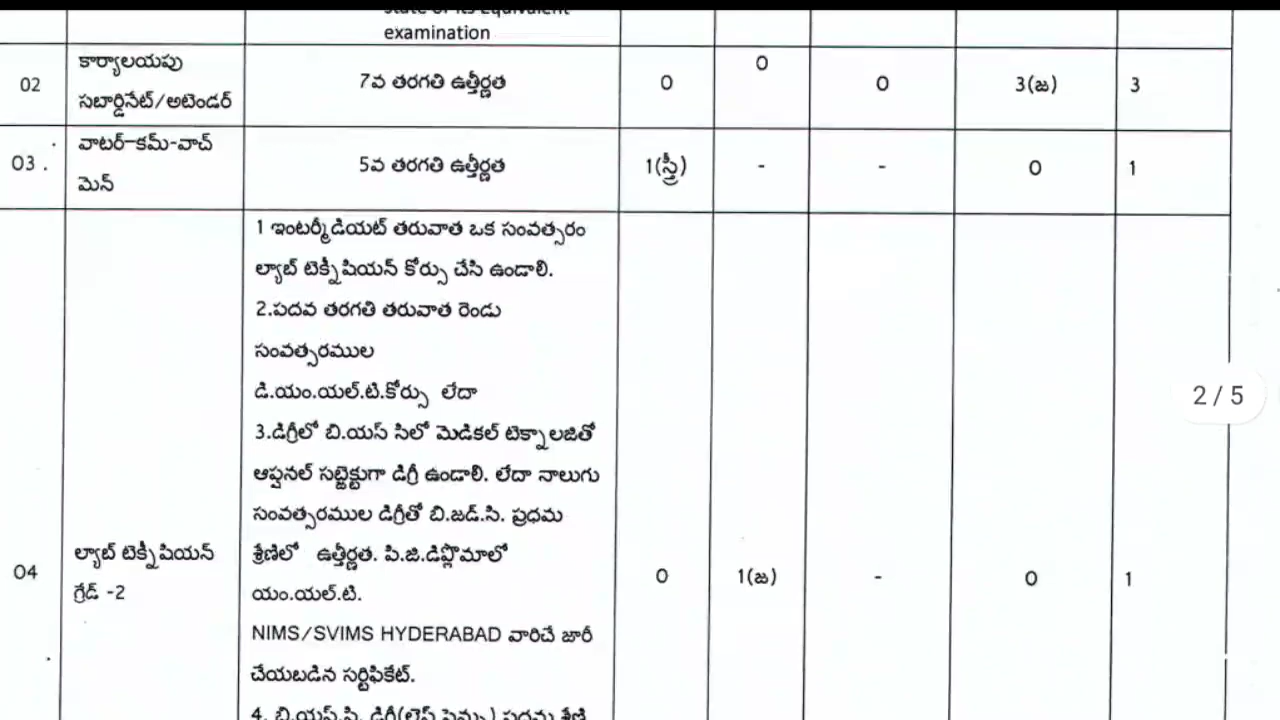 examination
02 కార్యాలయపు సబార్డినేట్/అటెండర్ 7వ తరగతి ఉత్తీర్ణత 0 0 0 3(జ) 3
03 . వాటర్-కమ్-వాచ్ మెన్ 5వ తరగతి ఉత్తీర్ణత 1(స్త్రీ) - - 0 1
1 ఇంటర్మీడియట్ తరువాత ఒక సంవత్సరం
ల్యాబ్ టెక్నీషియన్ కోర్సు చేసి ఉండాలి.
2.పదవ తరగతి తరువాత రెండు
సంవత్సరముల
డి.యం.యల్.టి.కోర్సు లేదా
3.డిగ్రీలో బి.యస్ సిలో మెడికల్ టెక్నాలజితో
ఆప్షనల్ సబ్జెక్టుగా డిగ్రీ ఉండాలి. లేదా నాలుగు
సంవత్సరముల డిగ్రీతో బి.జడ్.సి. ప్రధమ
శ్రేణిలో ఉత్తీర్ణత. పి.జి.డిప్లొమాలో
04 ల్యాబ్ టెక్నీషియన్ గ్రేడ్ -2 0 1(జ) - 0 1
యం.యల్.టి.
NIMS/SVIMS HYDERABAD వారిచే జారీ
చేయబడిన సర్టిఫికేట్.
2 / 5